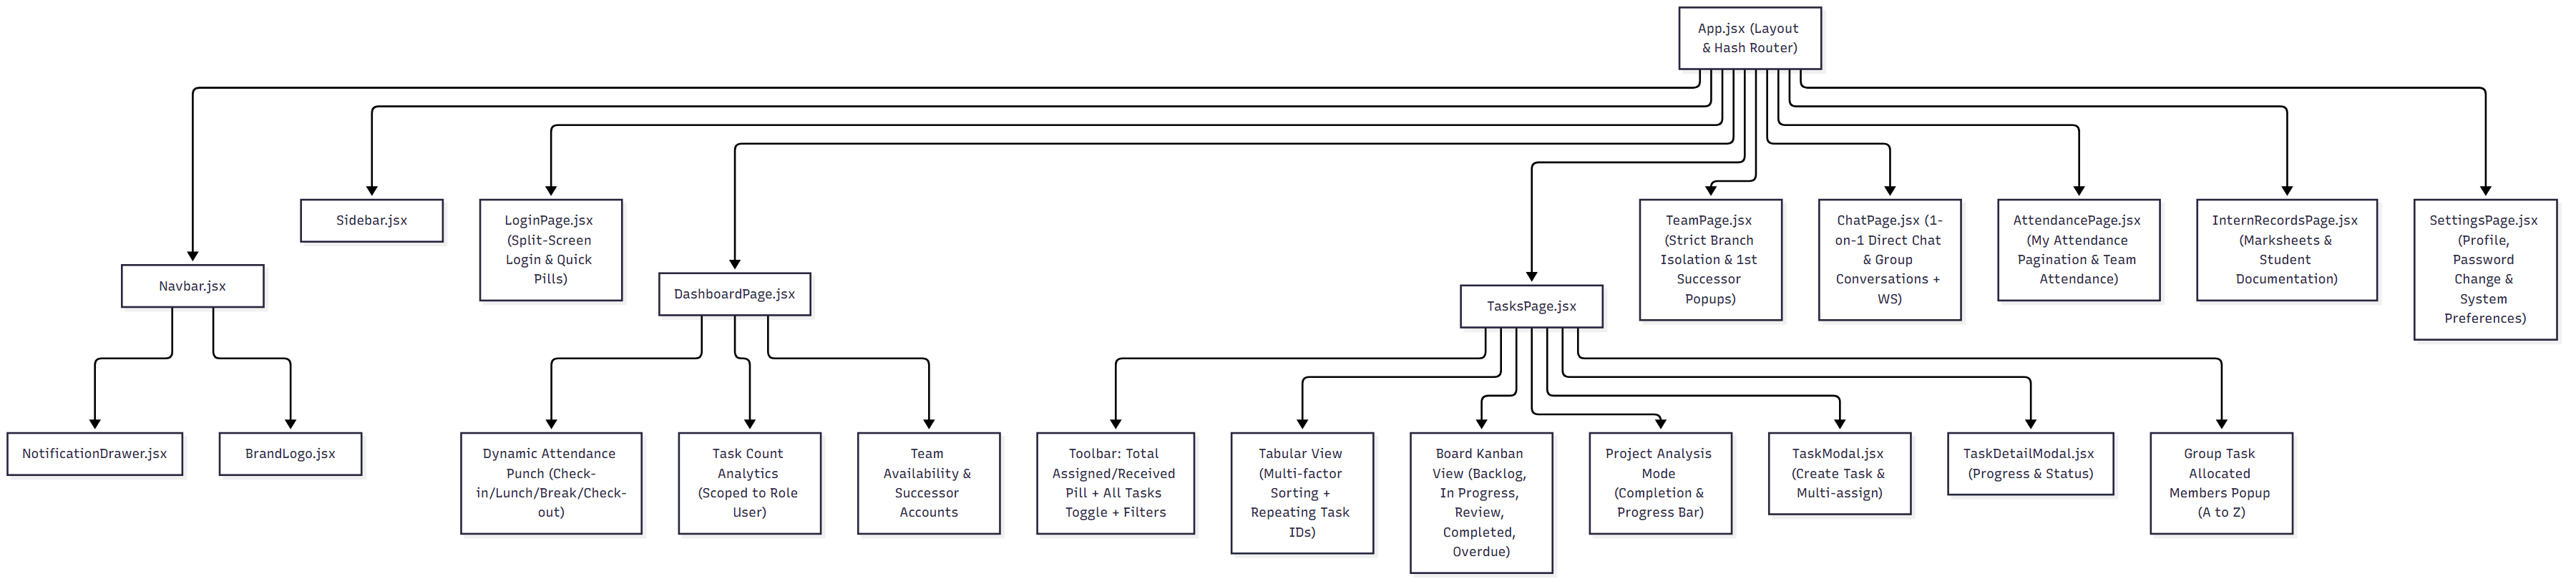 App.jsx (Layout
& Hash Router)
Sidebar.jsx
LoginPage.jsx
(Split-Screen
Login & Quick
Pills)
TeamPage.jsx
(Strict Branch
Isolation & 1st
Successor
Popups)
ChatPage.jsx (1-
on-1 Direct Chat
& Group
Conversations +
WS)
AttendancePage.jsx
(My Attendance
Pagination & Team
Attendance)
InternRecordsPage.jsx
(Marksheets &
Student
Documentation)
SettingsPage.jsx
(Profile,
Password
Change &
System
Preferences)
Navbar.jsx
DashboardPage.jsx
TasksPage.jsx
NotificationDrawer.jsx
BrandLogo.jsx
Dynamic Attendance
Punch (Check-
in/Lunch/Break/Check-
out)
Task Count
Analytics
(Scoped to Role
User)
Team
Availability &
Successor
Accounts
Toolbar: Total
Assigned/Received
Pill + All Tasks
Toggle + Filters
Tabular View
(Multi-factor
Sorting +
Repeating Task
IDs)
Board Kanban
View (Backlog,
In Progress,
Review,
Completed,
Overdue)
Project Analysis
Mode
(Completion &
Progress Bar)
TaskModal.jsx
(Create Task &
Multi-assign)
TaskDetailModal.jsx
(Progress & Status)
Group Task
Allocated
Members Popup
(A to Z)